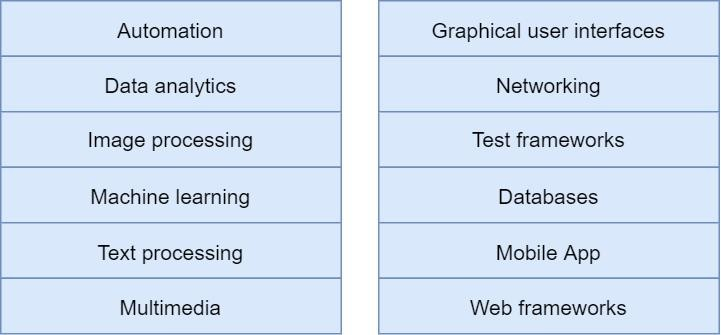 Automation
Data analytics
Image processing
Machine learning
Text processing
Multimedia
Graphical user interfaces
Networking
Test frameworks
Databases
Mobile App
Web frameworks